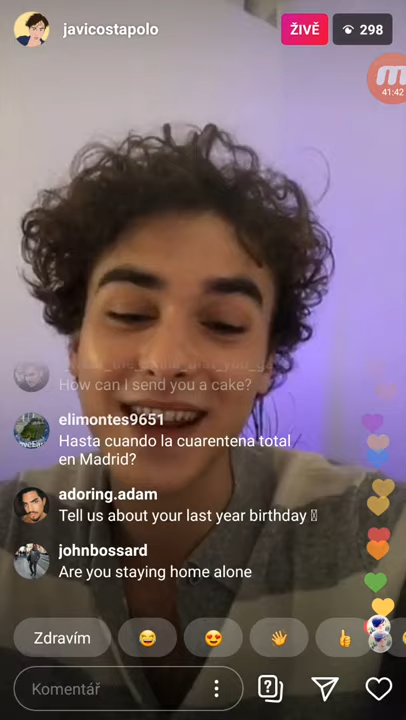 javicostapolo
ŽIVĚ
298
41:42
How can I send you a cake?
elimontes9651
Hasta cuando la cuarentena total
en Madrid?
adoring.adam
Tell us about your last year birthday
johnbossard
Are you staying home alone
Zdravím
Komentář